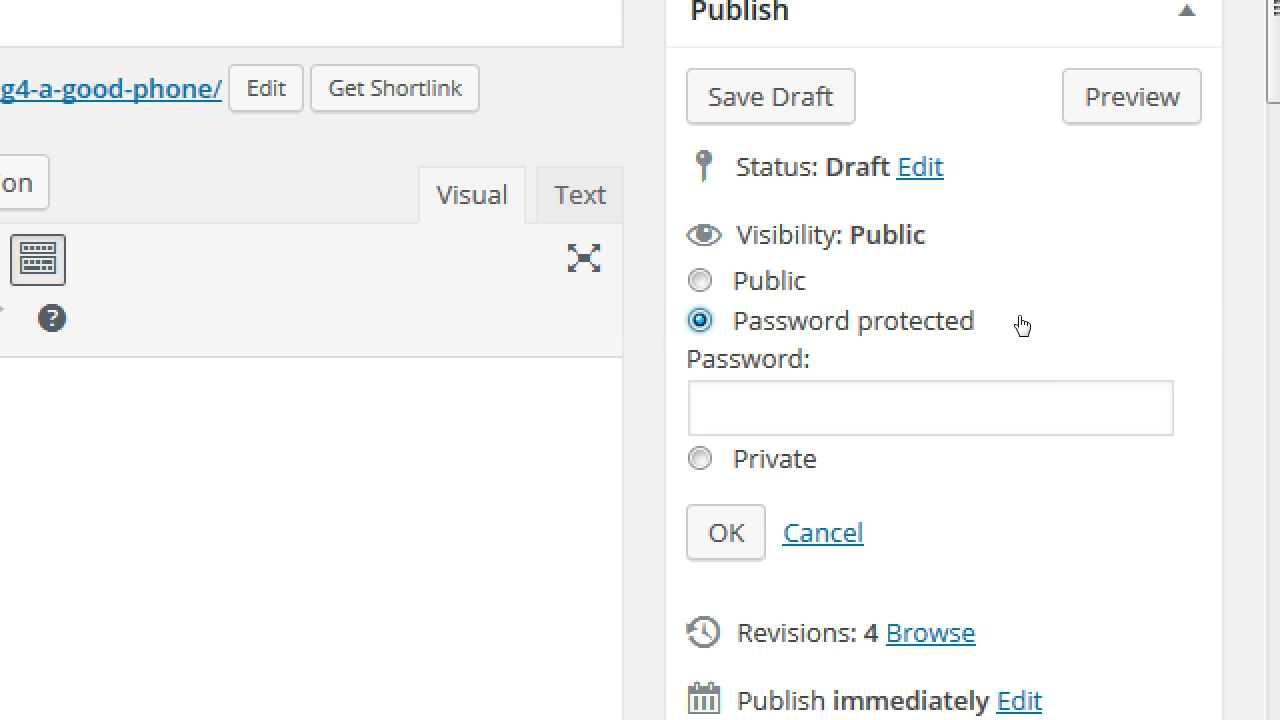 Publish
g4-a-good-phone/ Edit Get Shortlink
Save Draft Preview
Status: Draft Edit
on
Visual Text
Visibility: Public
Public
?
Password protected
Password:
Private
OK Cancel
Revisions: 4 Browse
Publish immediately Edit